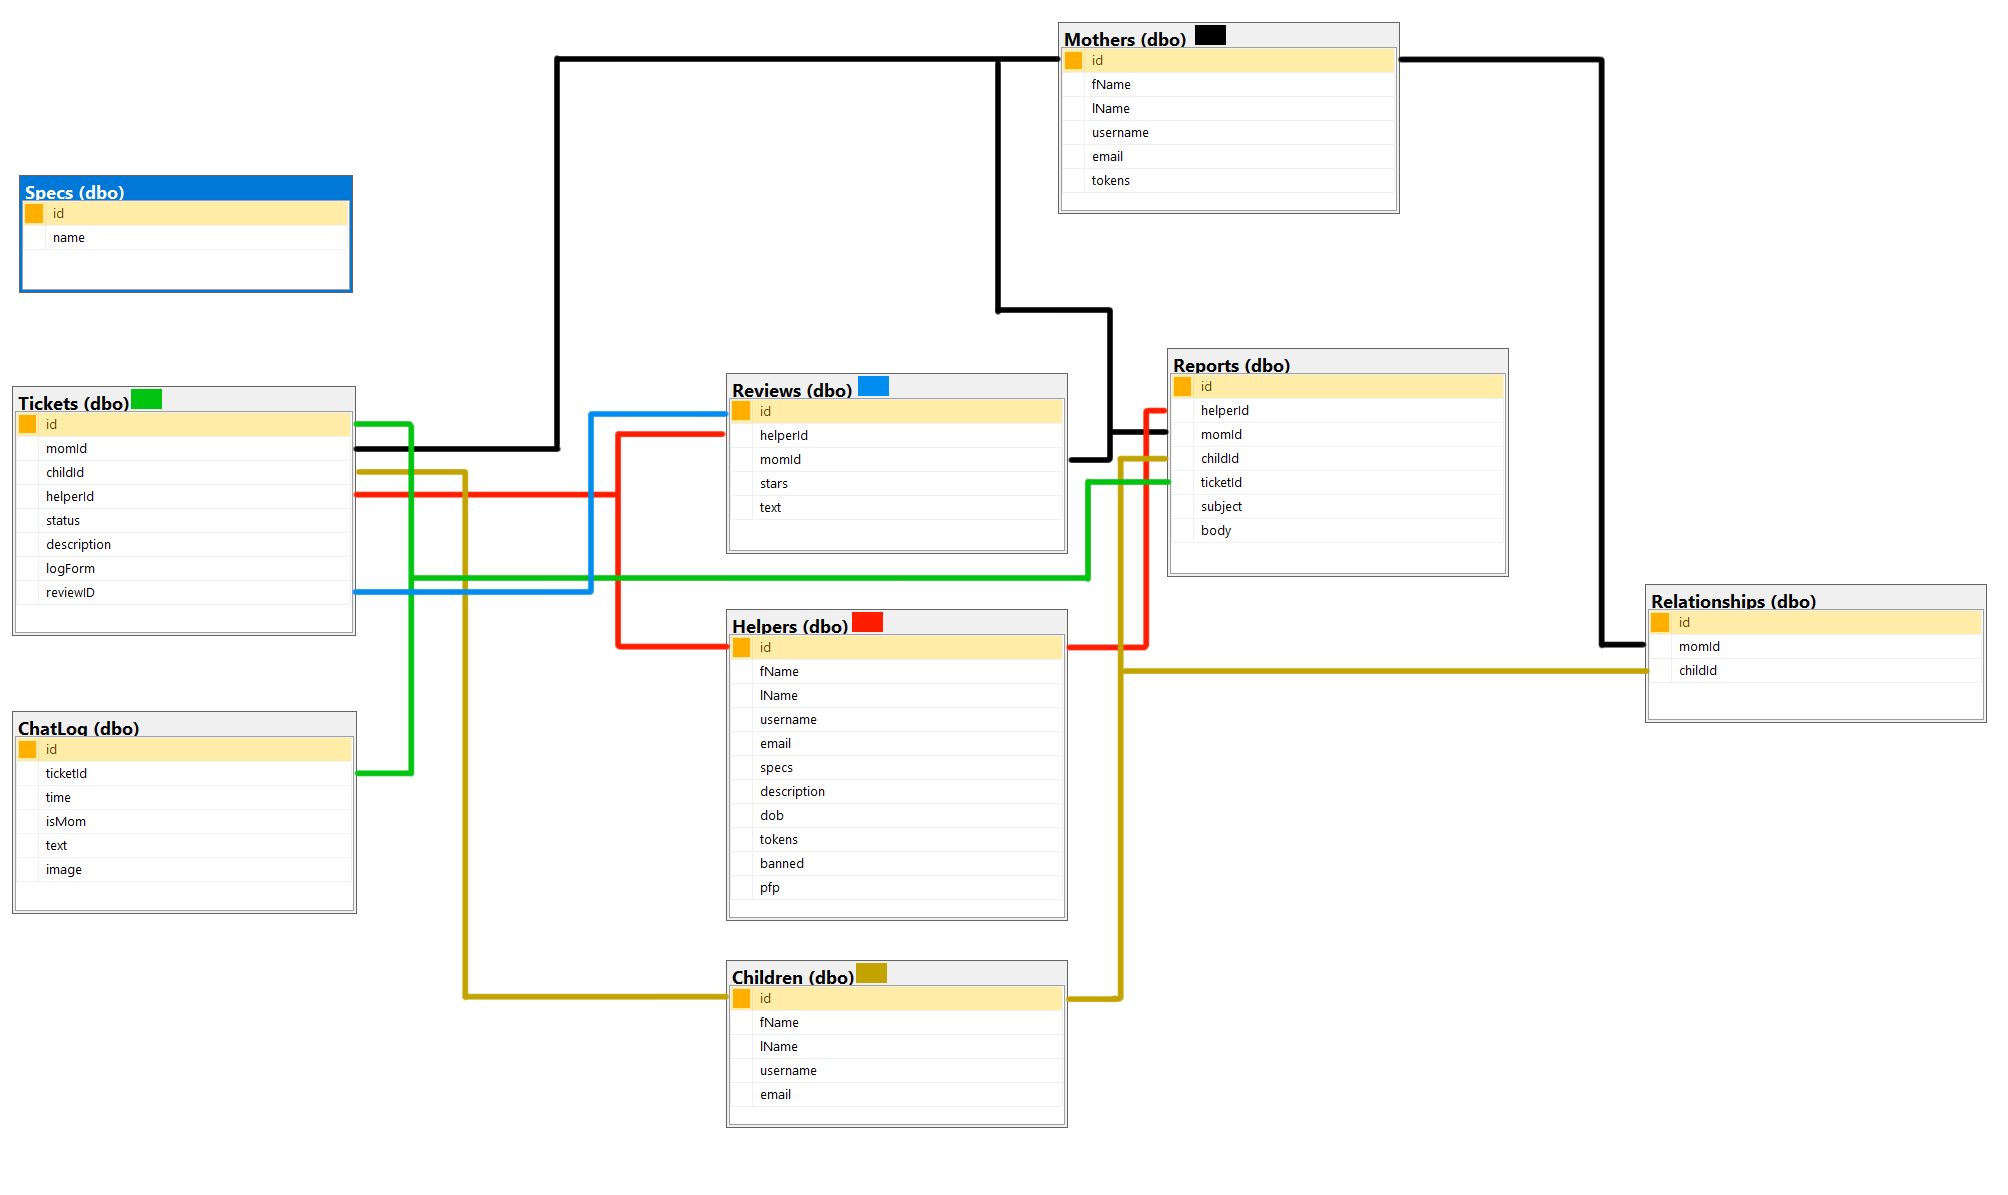 Mothers (dbo)
id
fName
lName
username
email
tokens
Specs (dbo)
id
name
Tickets (dbo)
id
momId
childId
helperId
status
description
logForm
reviewID
Reviews (dbo)
id
helperId
momId
stars
text
Reports (dbo)
id
helperId
momId
childId
ticketId
subject
body
Relationships (dbo)
id
momId
childId
Helpers (dbo)
id
fName
lName
username
email
specs
description
dob
tokens
banned
pfp
ChatLog (dbo)
id
ticketId
time
isMom
text
image
Children (dbo)
id
fName
lName
username
email